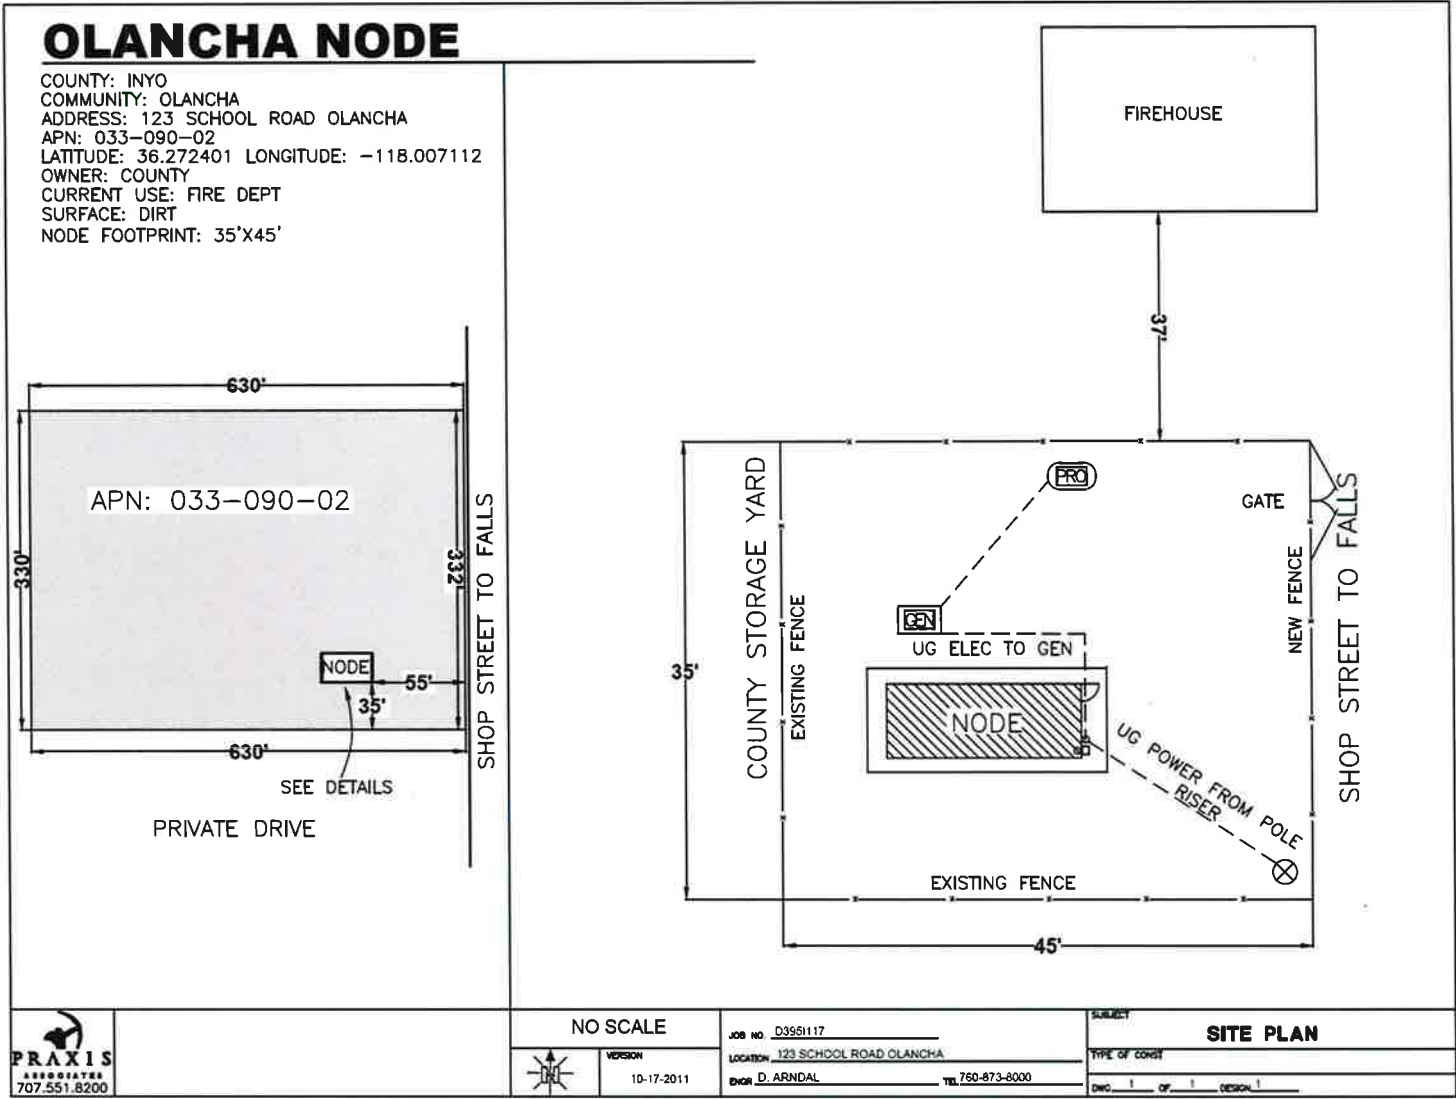 OLANCHA NODE
COUNTY: INYO
COMMUNITY: OLANCHA
ADDRESS: 123 SCHOOL ROAD OLANCHA
APN: 033-090-02
LATITUDE: 36.272401 LONGITUDE: -118.007112
OWNER: COUNTY
CURRENT USE: FIRE DEPT
SURFACE: DIRT
NODE FOOTPRINT: 35'X45'
630'
APN: 033-090-02
330'
332'
NODE
55'
35'
630'
SEE DETAILS
PRIVATE DRIVE
SHOP STREET TO FALLS
FIREHOUSE
37'
PRO
GATE
GEN
UG ELEC TO GEN
NODE
UG POWER FROM POLE
RISER
EXISTING FENCE
COUNTY STORAGE YARD
EXISTING FENCE
NEW FENCE
SHOP STREET TO FALLS
35'
45'
PRAXIS
ASSOCIATES
707.551.8200
NO SCALE
N
VERSION
10-17-2011
JOB NO. D395I117
LOCATION 123 SCHOOL ROAD OLANCHA
ENGR D. ARNDAL TEL 760-873-8000
SUBJECT
SITE PLAN
TYPE OF CONST
DWG. 1 OF 1 DESIGN 1